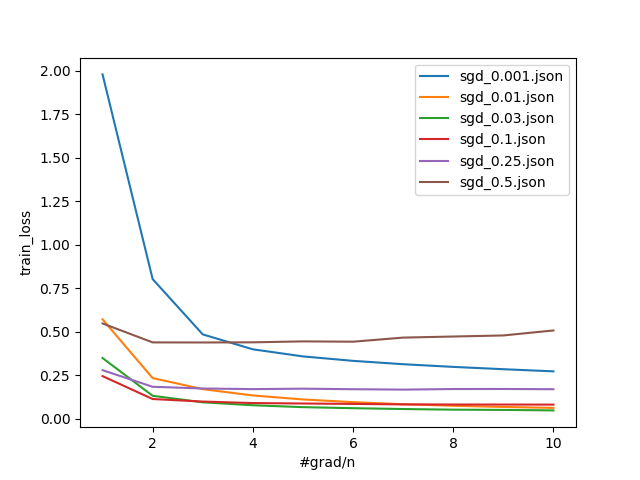 2.00
1.75
1.50
1.25
1.00
0.75
0.50
0.25
0.00
train_loss
sgd_0.001.json
sgd_0.01.json
sgd_0.03.json
sgd_0.1.json
sgd_0.25.json
sgd_0.5.json
2 4 6 8 10
#grad/n